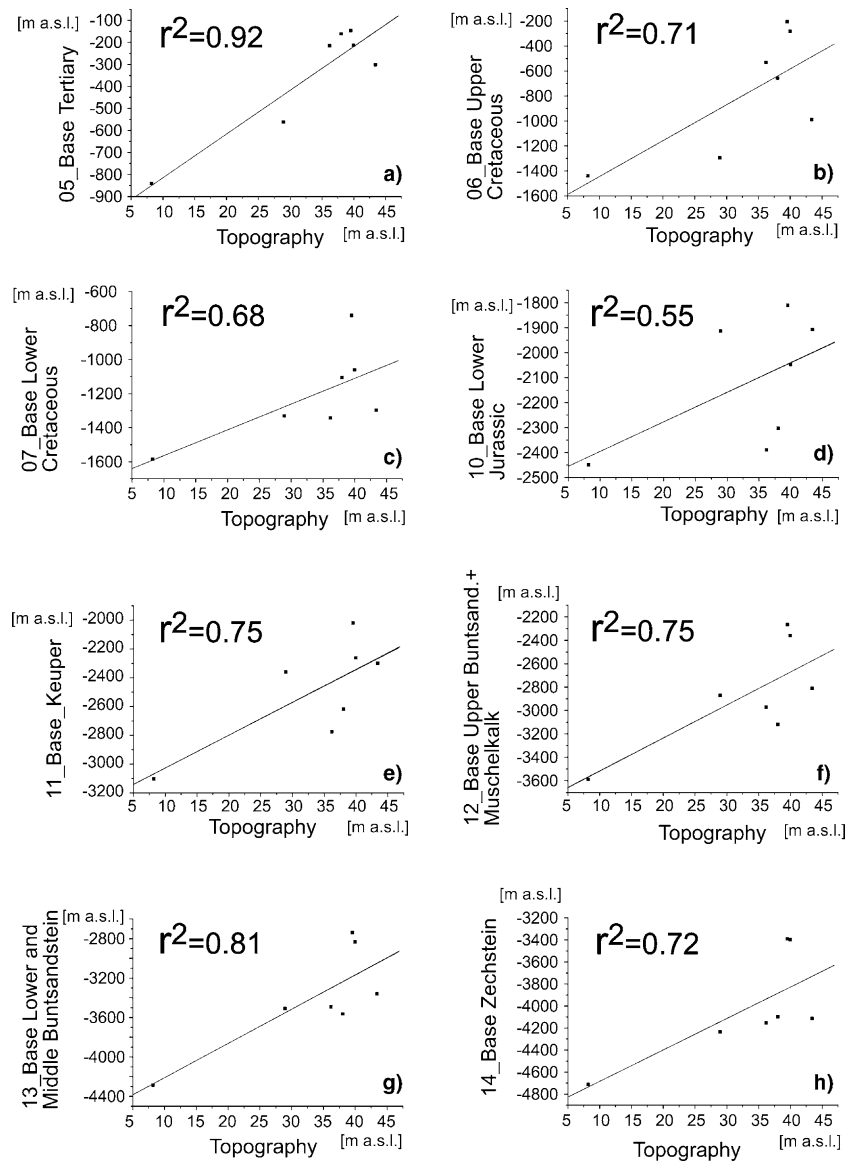 [m a.s.l.]
r2=0.92
-100
-200
-300
-400
-500
-600
-700
-800
-900
05_Base Tertiary
a)
5 10 15 20 25 30 35 40 45
Topography [m a.s.l.]
[m a.s.l.]
r2=0.71
-200
-400
-600
-800
-1000
-1200
-1400
-1600
06_Base Upper
Cretaceous
b)
5 10 15 20 25 30 35 40 45
Topography [m a.s.l.]
[m a.s.l.]
r2=0.68
-600
-800
-1000
-1200
-1400
-1600
07_Base Lower
Cretaceous
c)
5 10 15 20 25 30 35 40 45
Topography [m a.s.l.]
[m a.s.l.]
r2=0.55
-1800
-1900
-2000
-2100
-2200
-2300
-2400
-2500
10_Base Lower
Jurassic
d)
5 10 15 20 25 30 35 40 45
Topography [m a.s.l.]
[m a.s.l.]
r2=0.75
-2000
-2200
-2400
-2600
-2800
-3000
-3200
11_Base_Keuper
e)
5 10 15 20 25 30 35 40 45
Topography [m a.s.l.]
[m a.s.l.]
r2=0.75
-2200
-2400
-2600
-2800
-3000
-3200
-3400
-3600
12_Base Upper Buntsand.+
Muschelkalk
f)
5 10 15 20 25 30 35 40 45
Topography [m a.s.l.]
[m a.s.l.]
r2=0.81
-2800
-3200
-3600
-4000
-4400
13_Base Lower and
Middle Buntsandstein
g)
5 10 15 20 25 30 35 40 45
Topography [m a.s.l.]
[m a.s.l.]
r2=0.72
-3200
-3400
-3600
-3800
-4000
-4200
-4400
-4600
-4800
14_Base Zechstein
h)
5 10 15 20 25 30 35 40 45
Topography [m a.s.l.]